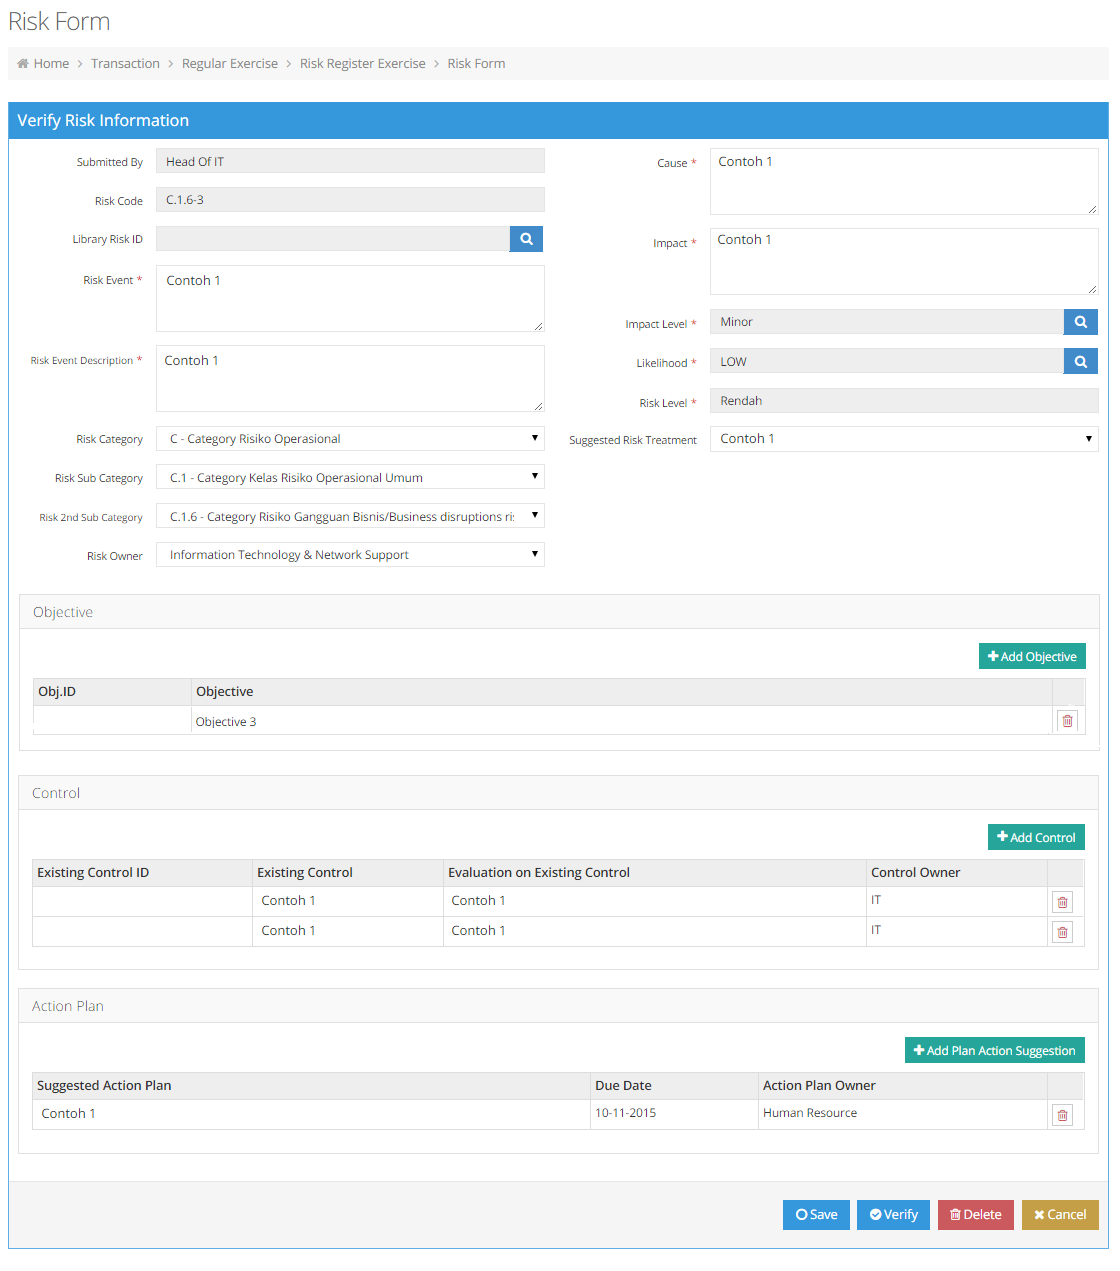 Risk Form
Home > Transaction > Regular Exercise > Risk Register Exercise > Risk Form
Verify Risk Information
Submitted By Head Of IT
Risk Code C.1.6-3
Library Risk ID
Risk Event * Contoh 1
Risk Event Description * Contoh 1
Risk Category C - Category Risiko Operasional
Risk Sub Category C.1 - Category Kelas Risiko Operasional Umum
Risk 2nd Sub Category C.1.6 - Category Risiko Gangguan Bisnis/Business disruptions ri
Risk Owner Information Technology & Network Support
Cause * Contoh 1
Impact * Contoh 1
Impact Level * Minor
Likelihood * LOW
Risk Level * Rendah
Suggested Risk Treatment Contoh 1
Objective
Add Objective
Obj.ID Objective
Objective 3
Control
Add Control
Existing Control ID Existing Control Evaluation on Existing Control Control Owner
Contoh 1 Contoh 1 IT
Contoh 1 Contoh 1 IT
Action Plan
Add Plan Action Suggestion
Suggested Action Plan Due Date Action Plan Owner
Contoh 1 10-11-2015 Human Resource
Save Verify Delete Cancel